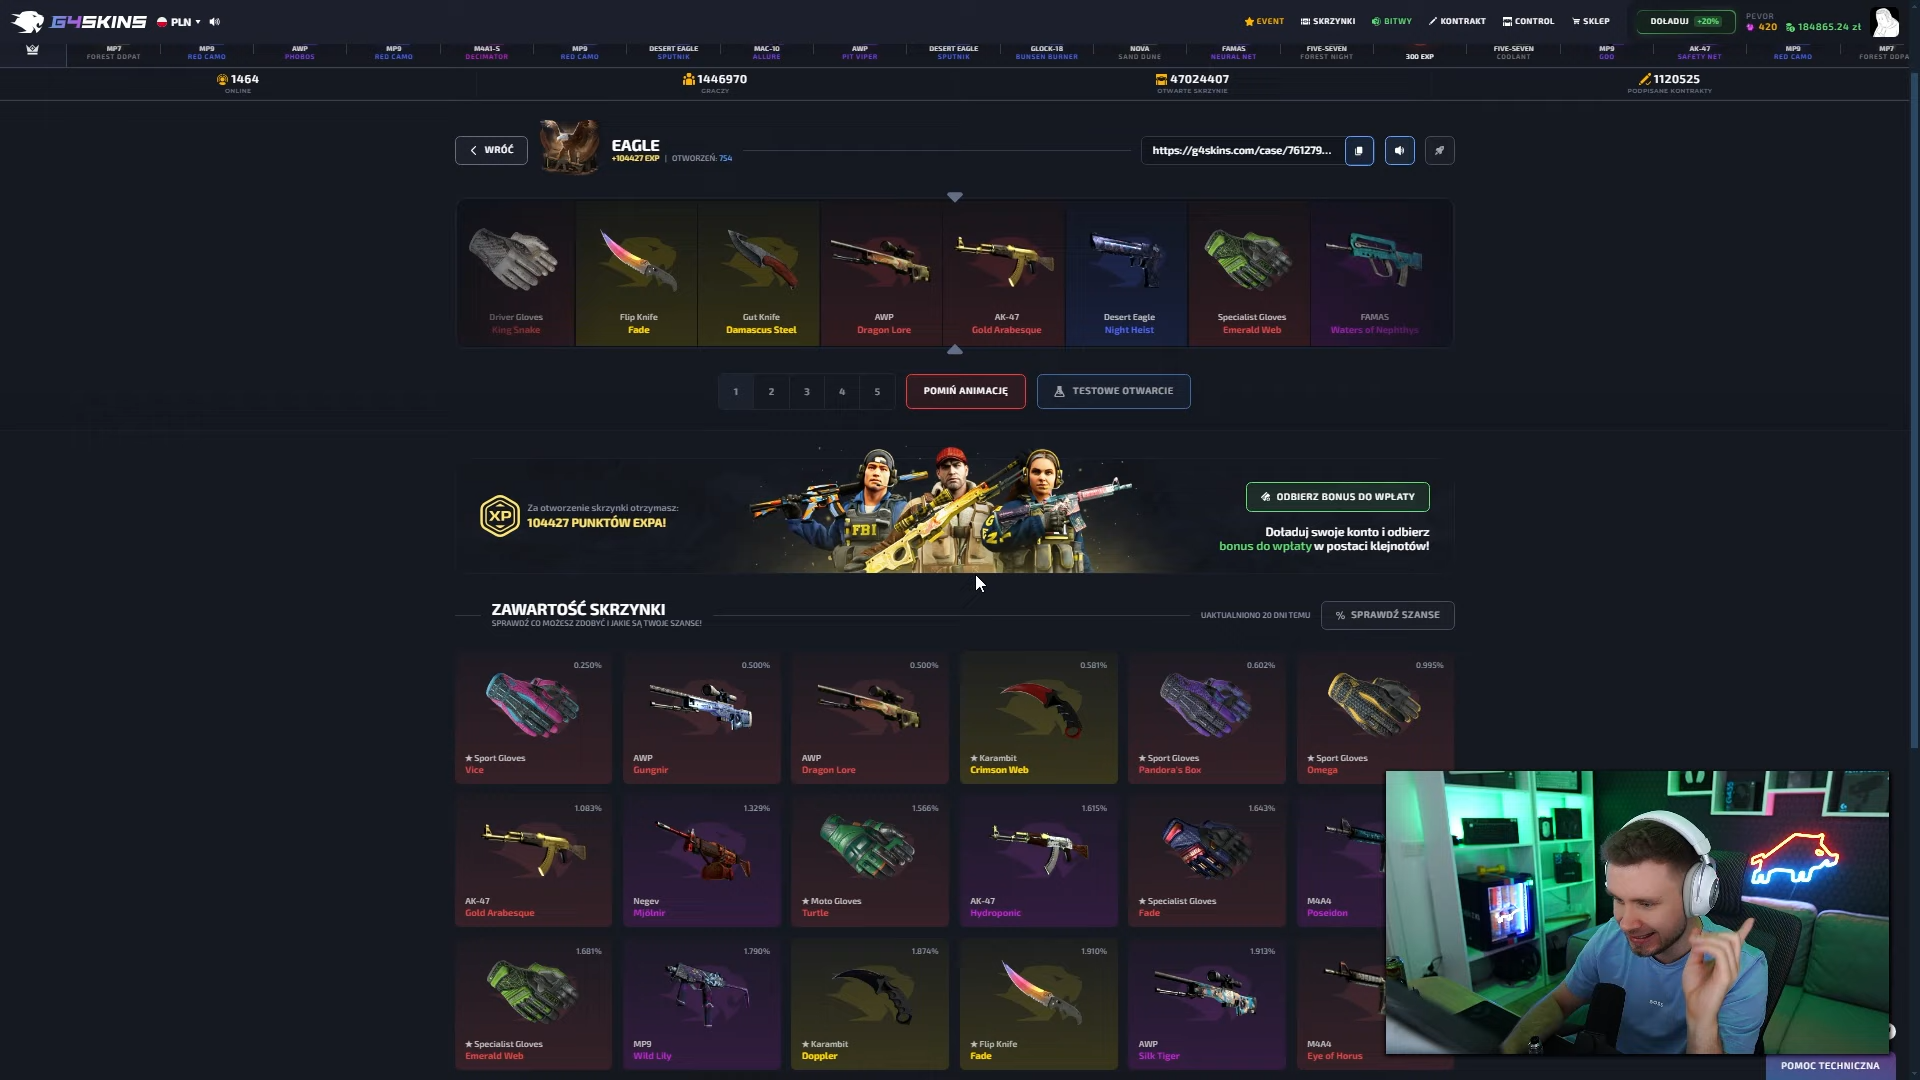 G4SKINS
PLN
EVENT
SKRZYNKI
BITWY
KONTRAKT
CONTROL
SKLEP
DOŁADUJ +20%
PEVOR
420 184865.24 zł
MP7 FOREST DDPAT
MP9 RED CAMO
AWP PHOBOS
MP9 RED CAMO
M4A1-S DECIMATOR
MP9 RED CAMO
DESERT EAGLE SPUTNIK
MAC-10 ALLURE
AWP PIT VIPER
DESERT EAGLE SPUTNIK
GLOCK-18 BUNSEN BURNER
NOVA SAND DUNE
FAMAS NEURAL NET
FIVE-SEVEN FOREST NIGHT
300 EXP
FIVE-SEVEN COOLANT
MP9 GOO
AK-47 SAFETY NET
MP9 RED CAMO
MP7 FOREST DDPA
1464 ONLINE
1446970 GRACZY
47024407 OTWARTE SKRZYNIE
1120525 PODPISANE KONTRAKTY
WRÓĆ
EAGLE
+104427 EXP | OTWORZEŃ: 754
https://g4skins.com/case/761279...
Driver Gloves King Snake
Flip Knife Fade
Gut Knife Damascus Steel
AWP Dragon Lore
AK-47 Gold Arabesque
Desert Eagle Night Heist
Specialist Gloves Emerald Web
FAMAS Waters of Nephthys
1 2 3 4 5
POMIŃ ANIMACJĘ
TESTOWE OTWARCIE
XP
Za otworzenie skrzynki otrzymasz:
104427 PUNKTÓW EXPA!
FBI
ODBIERZ BONUS DO WPŁATY
Doładuj swoje konto i odbierz
bonus do wpłaty w postaci klejnotów!
ZAWARTOŚĆ SKRZYNKI
SPRAWDŹ CO MOŻESZ ZDOBYĆ I JAKIE SĄ TWOJE SZANSE!
UAKTUALNIONO 20 DNI TEMU
% SPRAWDŹ SZANSE
0.250% ★ Sport Gloves Vice
0.500% AWP Gungnir
0.500% AWP Dragon Lore
0.581% ★ Karambit Crimson Web
0.602% ★ Sport Gloves Pandora's Box
0.995% ★ Sport Gloves Omega
1.083% AK-47 Gold Arabesque
1.329% Negev Mjölnir
1.566% ★ Moto Gloves Turtle
1.615% AK-47 Hydroponic
1.643% ★ Specialist Gloves Fade
M4A4 Poseidon
1.681% ★ Specialist Gloves Emerald Web
1.790% MP9 Wild Lily
1.874% ★ Karambit Doppler
1.910% ★ Flip Knife Fade
1.913% AWP Silk Tiger
M4A4 Eye of Horus
BOSS
POMOC TECHNICZNA